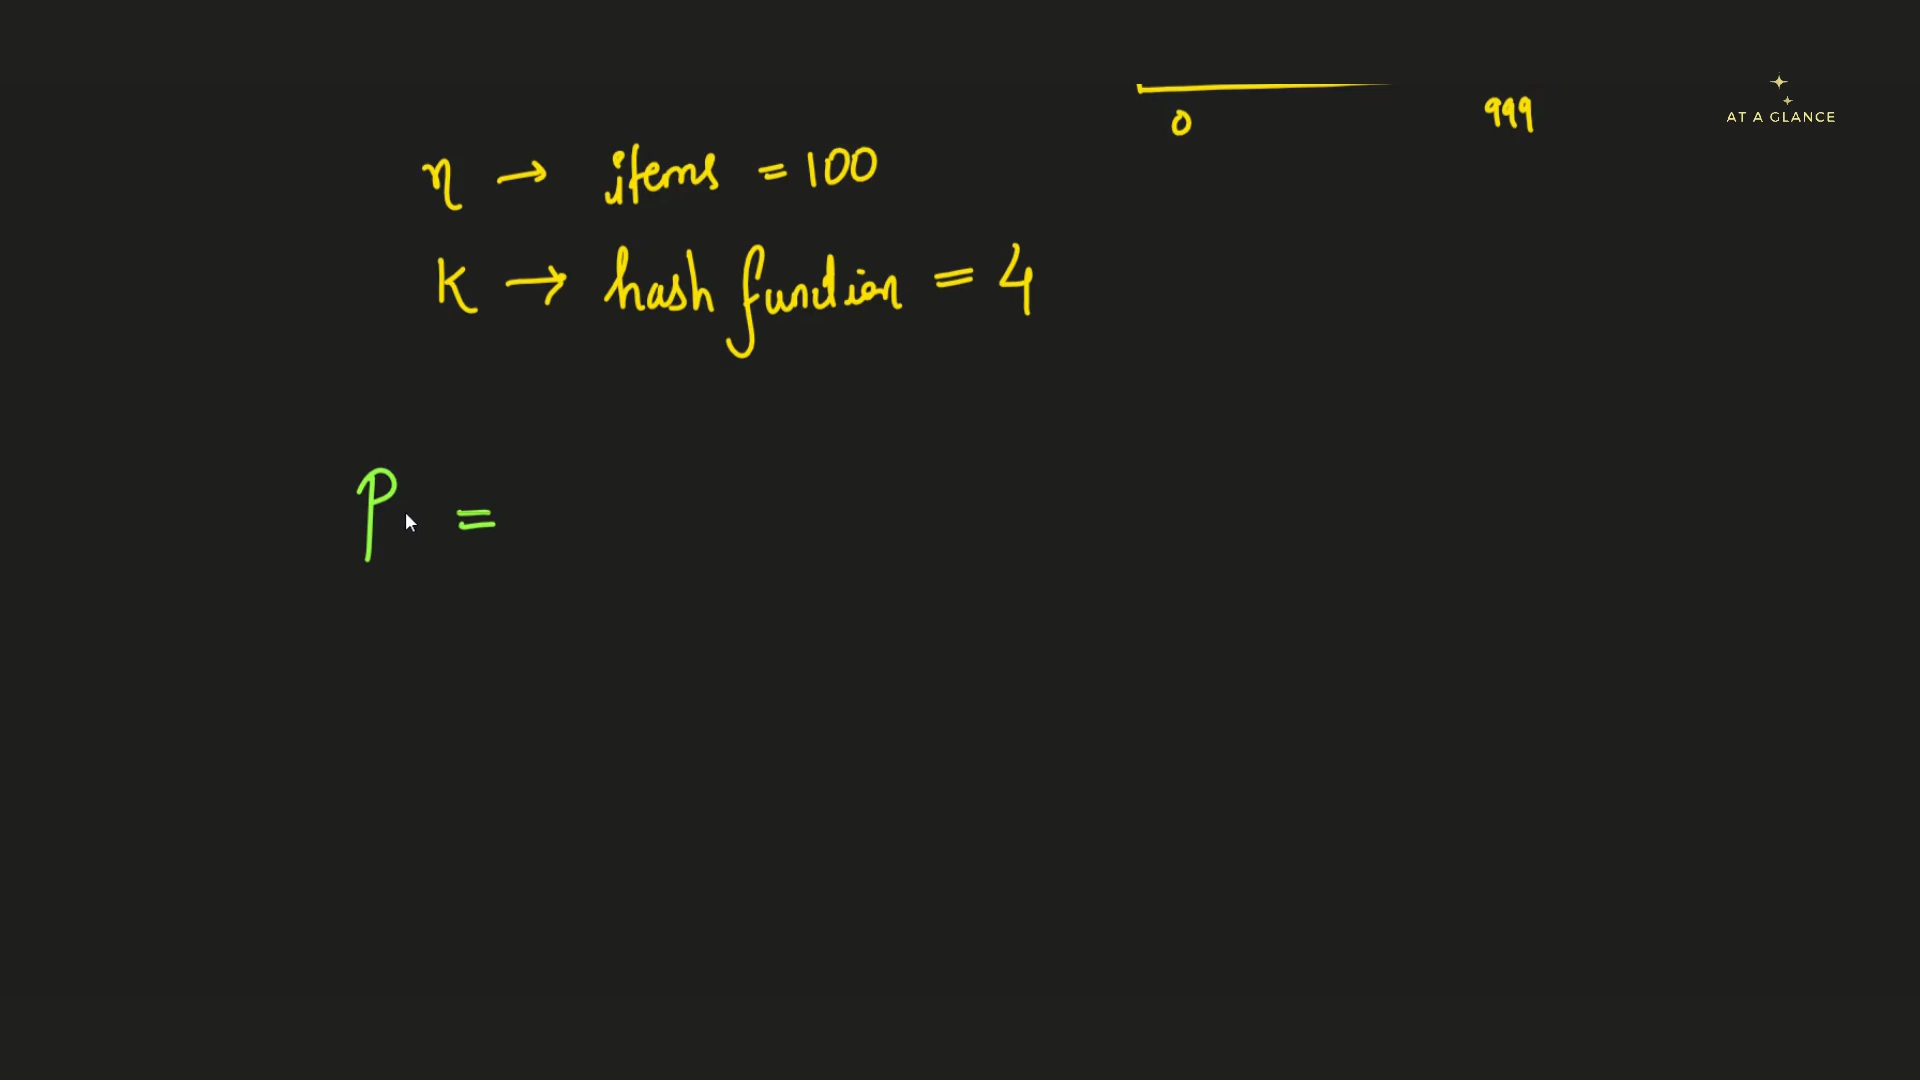 0 999
AT A GLANCE
η → items = 100
K → hash function = 4
P =